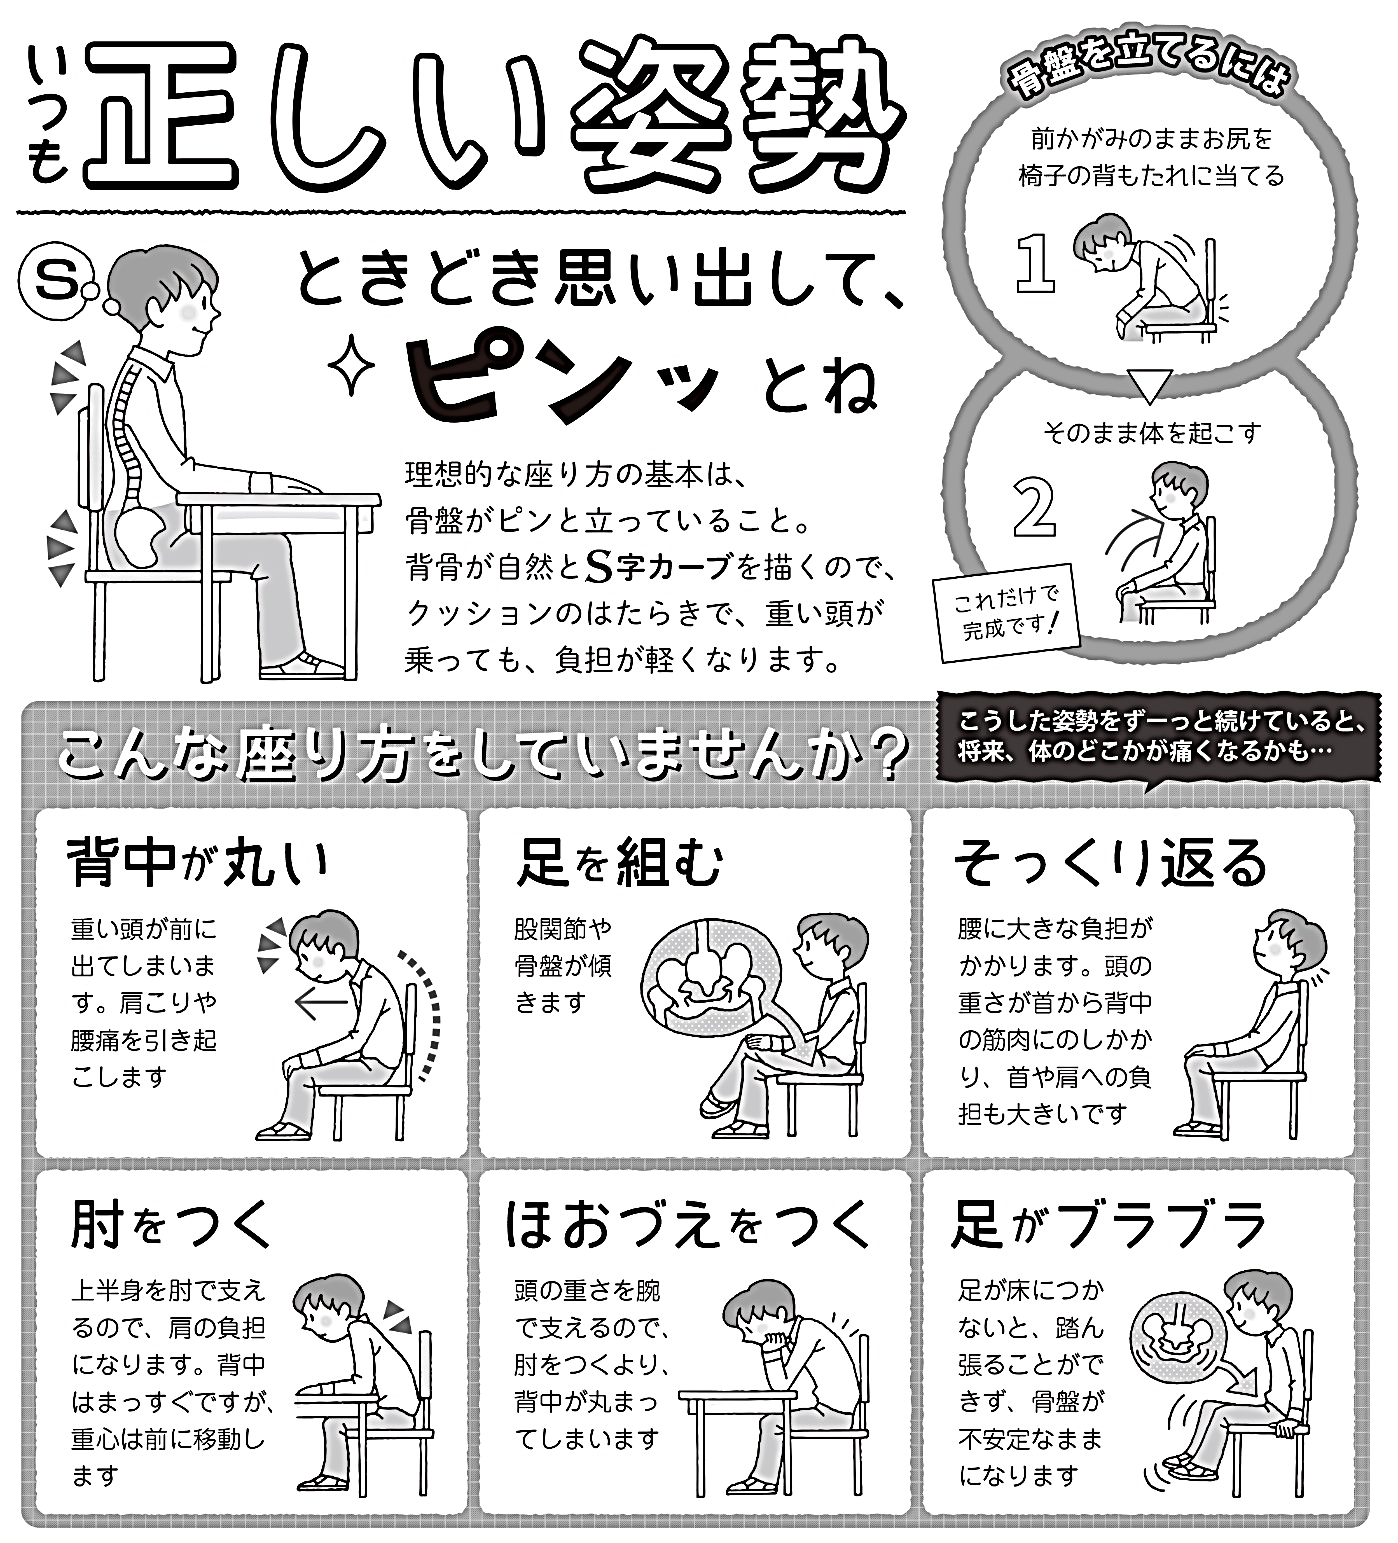 いつも
正しい姿勢
S
ときどき思い出して、
ピンッとね
理想的な座り方の基本は、
骨盤がピンと立っていること。
背骨が自然とS字カーブを描くので、
クッションのはたらきで、重い頭が
乗っても、負担が軽くなります。
骨盤を立てるには
前かがみのままお尻を
椅子の背もたれに当てる
1
そのまま体を起こす
2
これだけで
完成です!
こんな座り方をしていませんか?
こうした姿勢をずーっと続けていると、
将来、体のどこかが痛くなるかも…
背中が丸い
重い頭が前に
出てしまいま
す。肩こりや
腰痛を引き起
こします
足を組む
股関節や
骨盤が傾
きます
そっくり返る
腰に大きな負担が
かかります。頭の
重さが首から背中
の筋肉にのしかか
り、首や肩への負
担も大きいです
肘をつく
上半身を肘で支え
るので、肩の負担
になります。背中
はまっすぐですが、
重心は前に移動し
ます
ほおづえをつく
頭の重さを腕
で支えるので、
肘をつくより、
背中が丸まっ
てしまいます
足がブラブラ
足が床につか
ないと、踏ん
張ることがで
きず、骨盤が
不安定なまま
になります